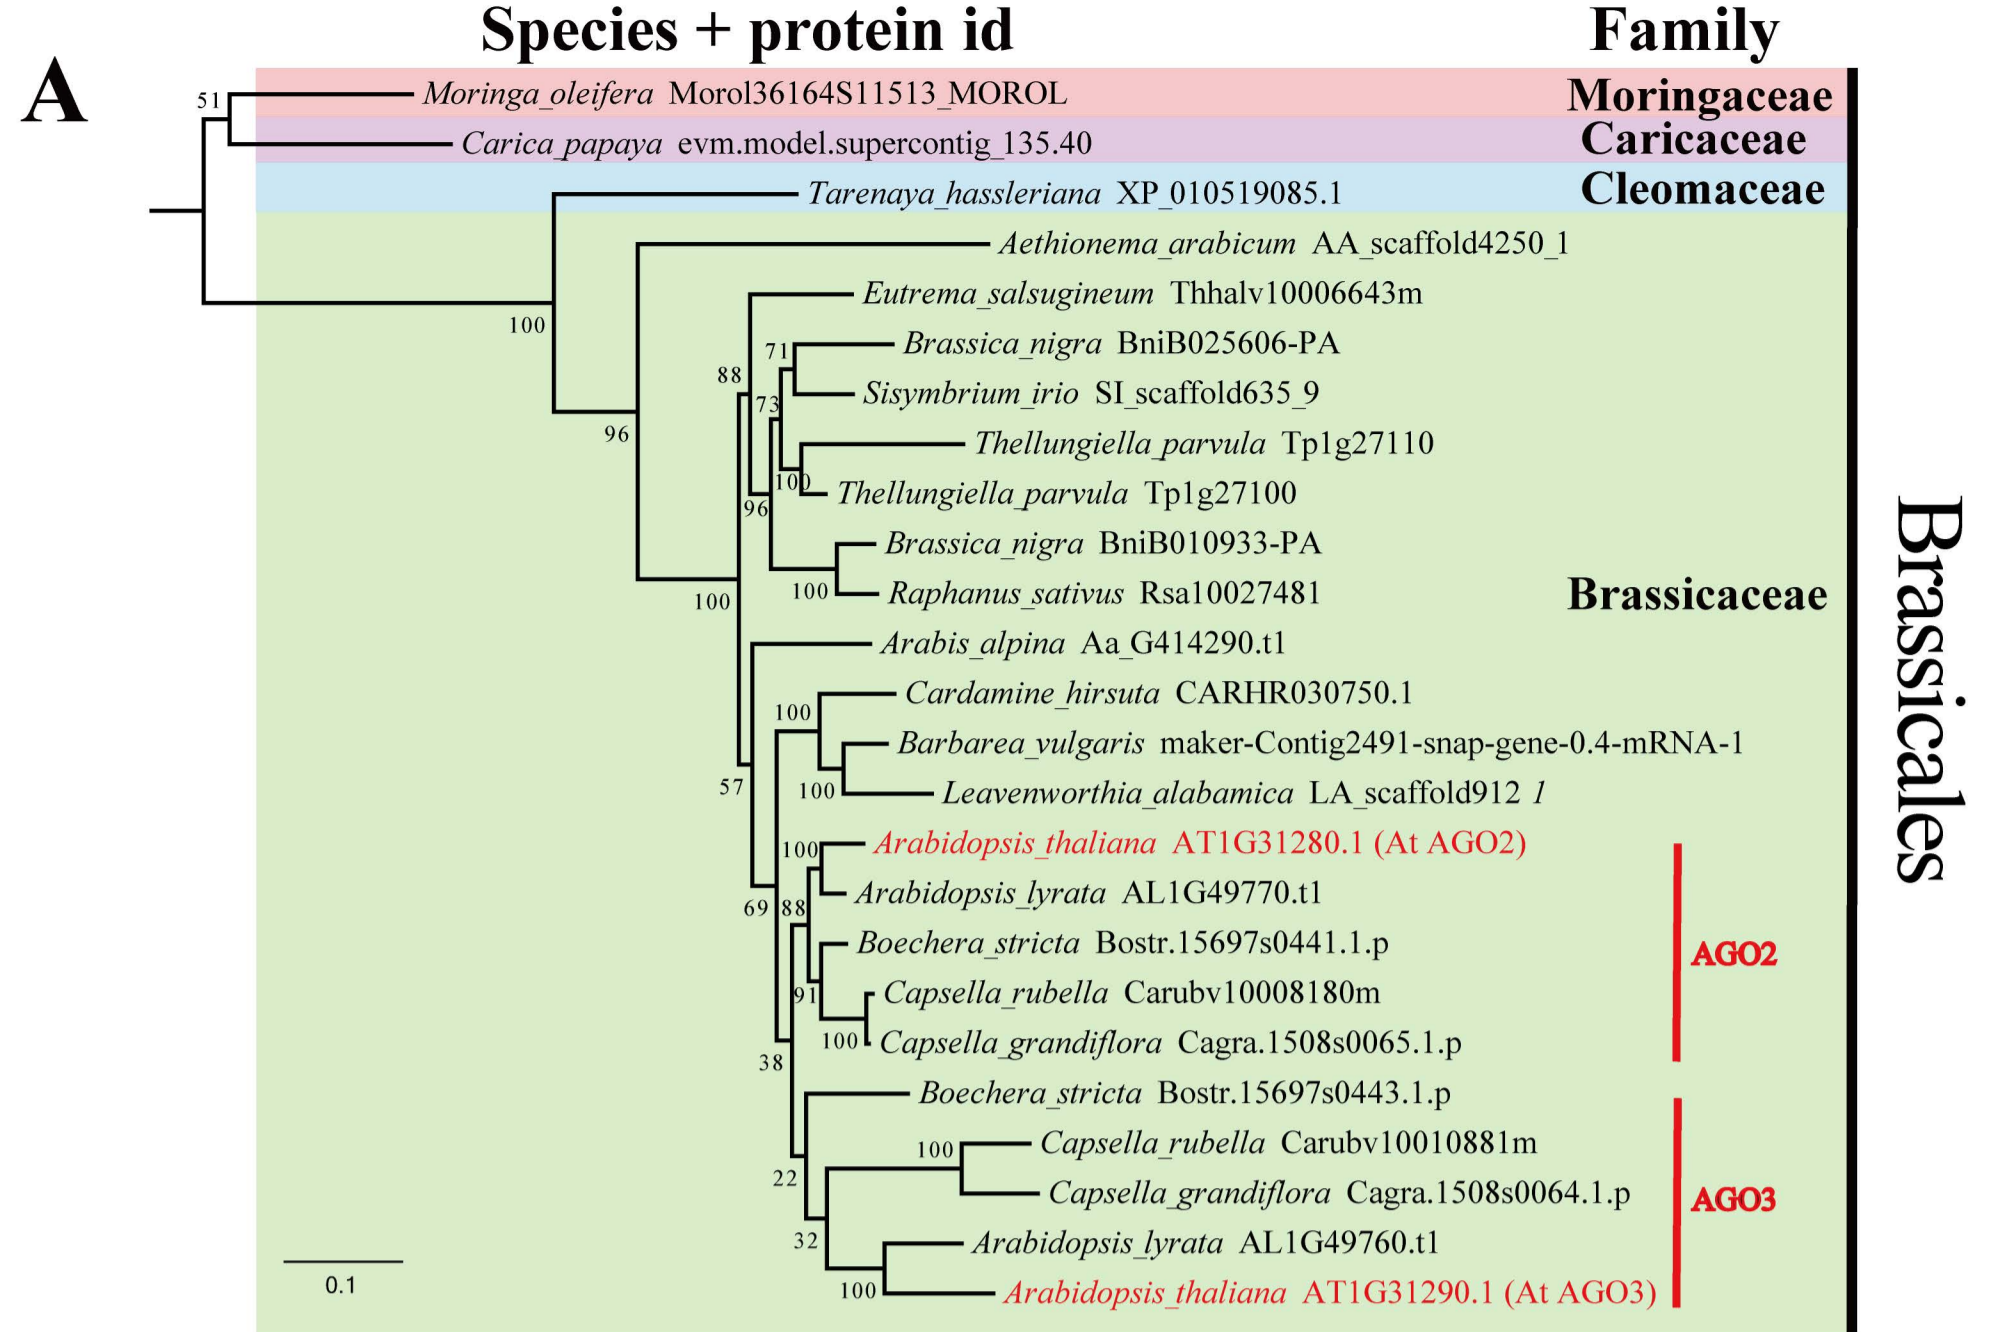 Species + protein id
Family
A
51
Moringa_oleifera Morol36164S11513_MOROL
Moringaceae
Carica_papaya evm.model.supercontig_135.40
Caricaceae
Tarenaya_hassleriana XP_010519085.1
Cleomaceae
Aethionema_arabicum AA_scaffold4250_1
Eutrema_salsugineum Thhalv10006643m
100
Brassica_nigra BniB025606-PA
71
88
Sisymbrium_irio SI_scaffold635_9
73
96
Thellungiella_parvula Tp1g27110
100
Thellungiella_parvula Tp1g27100
96
Brassica_nigra BniB010933-PA
100
Raphanus_sativus Rsa10027481
100
Brassicaceae
Brassicales
Arabis_alpina Aa_G414290.t1
Cardamine_hirsuta CARHR030750.1
100
Barbarea_vulgaris maker-Contig2491-snap-gene-0.4-mRNA-1
57
100
Leavenworthia_alabamica LA_scaffold912 1
100
Arabidopsis_thaliana AT1G31280.1 (At AGO2)
Arabidopsis_lyrata AL1G49770.t1
69
88
Boechera_stricta Bostr.15697s0441.1.p
AGO2
91
Capsella_rubella Carubv10008180m
100
Capsella_grandiflora Cagra.1508s0065.1.p
38
Boechera_stricta Bostr.15697s0443.1.p
100
Capsella_rubella Carubv10010881m
22
Capsella_grandiflora Cagra.1508s0064.1.p
AGO3
32
Arabidopsis_lyrata AL1G49760.t1
100
Arabidopsis_thaliana AT1G31290.1 (At AGO3)
0.1